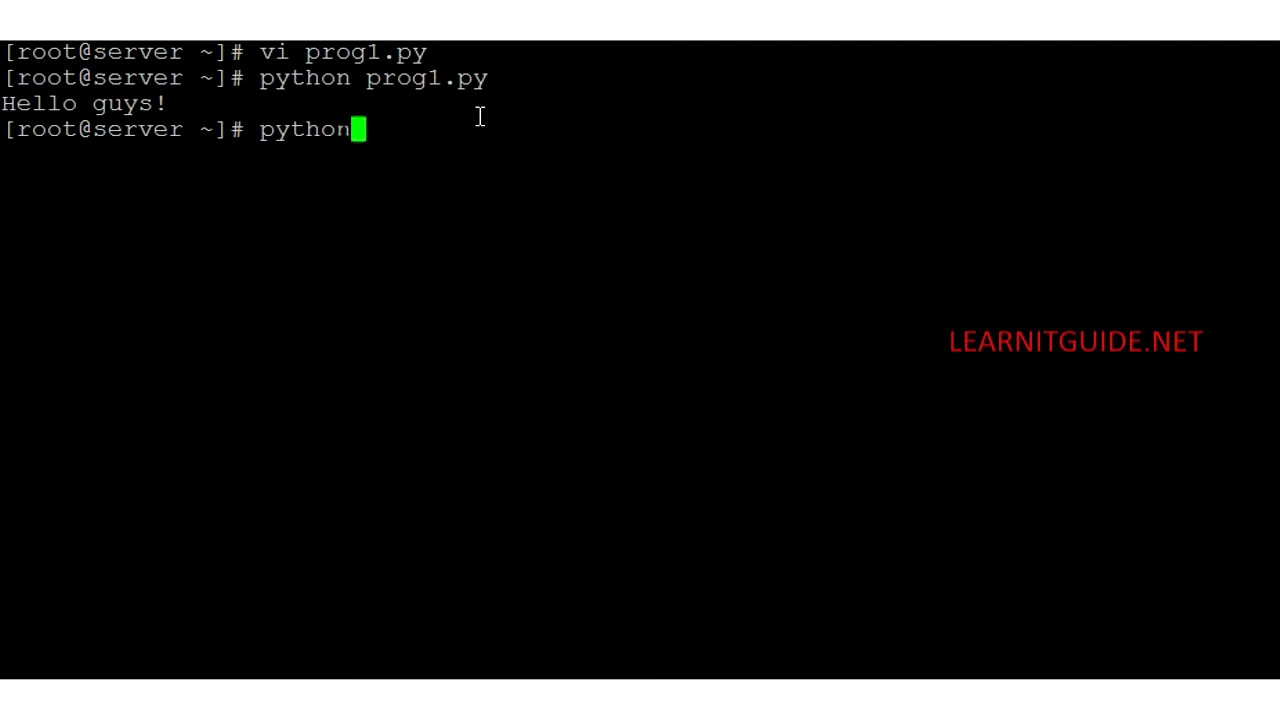 [root@server ~]# vi prog1.py
[root@server ~]# python prog1.py
Hello guys!
[root@server ~]# python
LEARNITGUIDE.NET